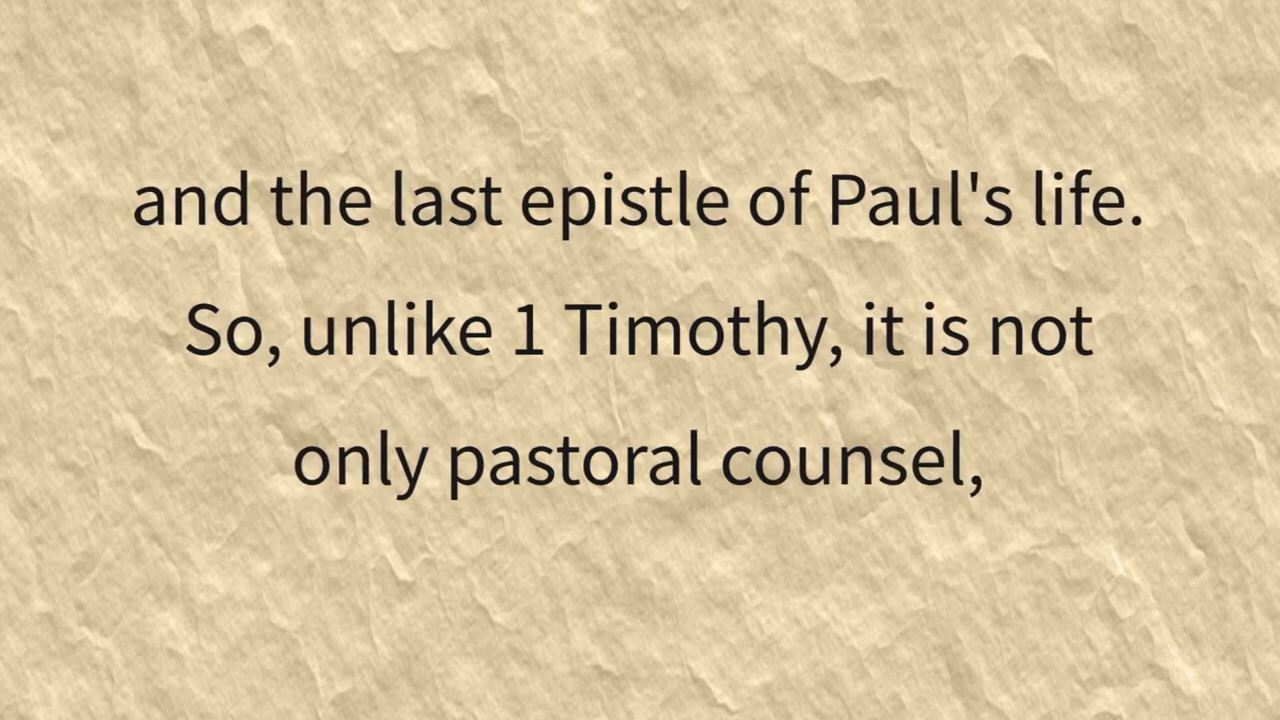 and the last epistle of Paul's life.
So, unlike 1 Timothy, it is not
only pastoral counsel,